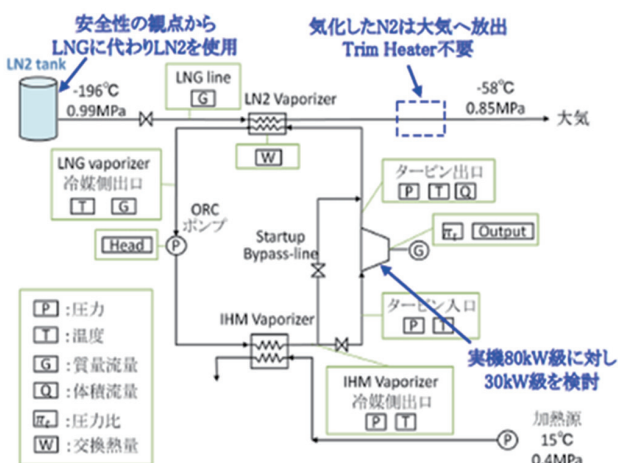 安全性の観点から
LNGに代わりLN2を使用
気化したN2は大気へ放出
Trim Heater不要
LN2 tank
-196℃
0.99MPa
LNG line
G
LN2 Vaporizer
-58℃
0.85MPa
大気
W
LNG vaporizer
冷媒側出口
T G
タービン出口
P T Q
ORC
ポンプ
Head
P
Startup
Bypass-line
πt Output
G
タービン入口
P T
IHM Vaporizer
実機80kW級に対し
30kW級を検討
IHM Vaporizer
冷媒側出口
P T
P :圧力
T :温度
G :質量流量
Q :体積流量
πt :圧力比
W :交換熱量
加熱源
P
15℃
0.4MPa